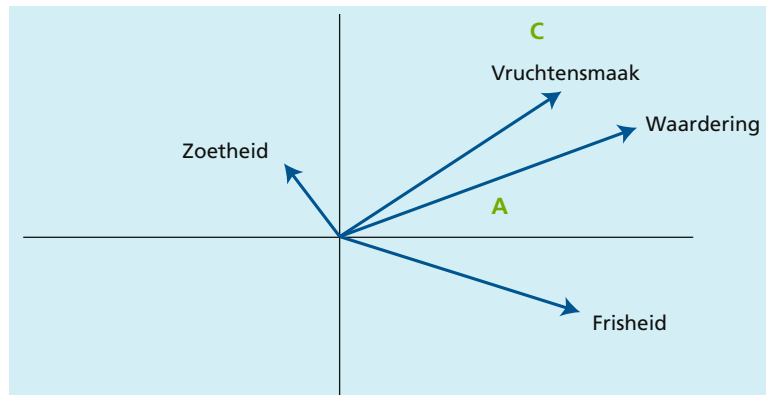 C
Vruchtensmaak
Waardering
Zoetheid
A
Frisheid